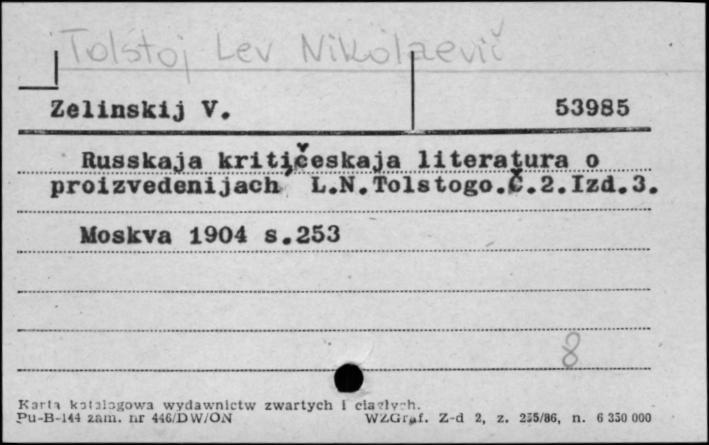 Tolstoj Lev Nikolaevič
Zelinskij V. 53985
Russkaja kritičeskaja literatura o
proizvedenijach L.N.Tolstogo.Č.2.Izd.3.
Moskva 1904 s.253
8
Karta katalogowa wydawnictw zwartych i ciągłych.
Pu-B-144 zam. nr 446/DW/ON WZGraf. Z-d 2, z. 255/86, n. 6 350 000